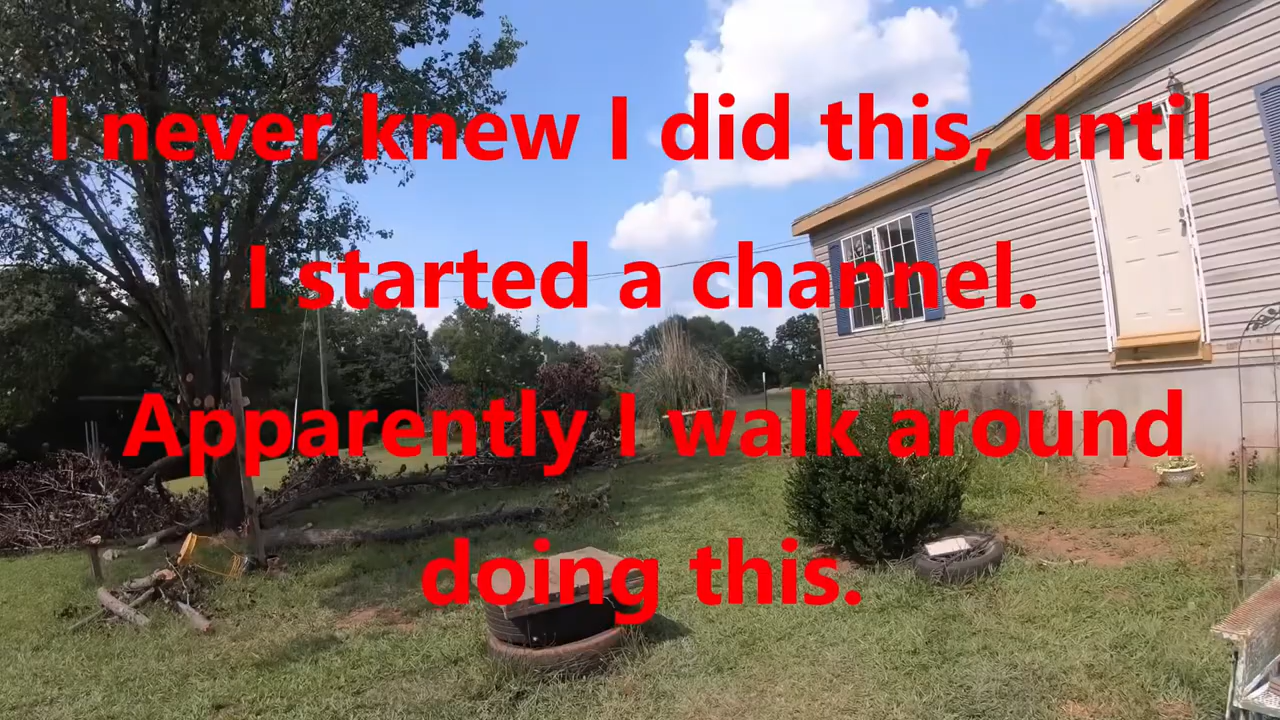 I never knew I did this, until
I started a channel.
Apparently I walk around
doing this.